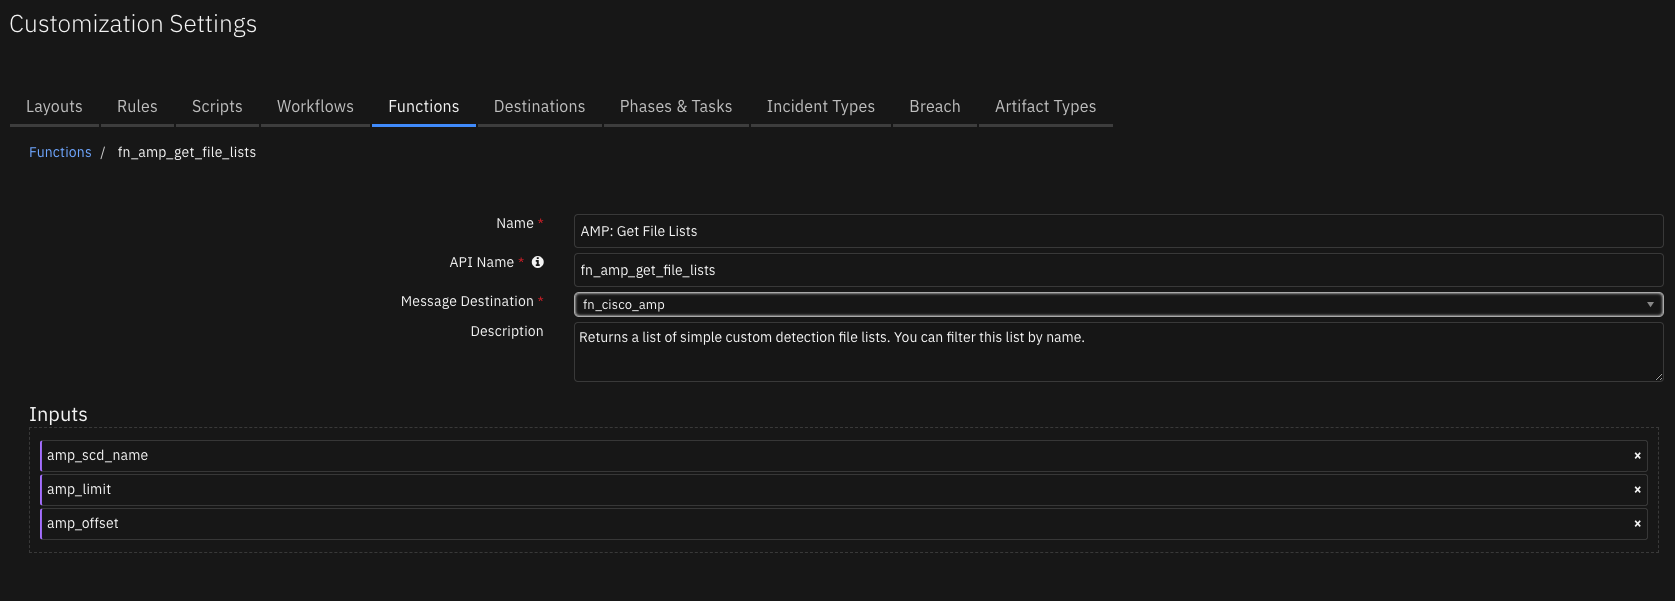 Customization Settings
Layouts Rules Scripts Workflows Functions Destinations Phases & Tasks Incident Types Breach Artifact Types
Functions / fn_amp_get_file_lists
Name * AMP: Get File Lists
API Name * fn_amp_get_file_lists
Message Destination * fn_cisco_amp
Description Returns a list of simple custom detection file lists. You can filter this list by name.
Inputs
amp_scd_name ×
amp_limit ×
amp_offset ×